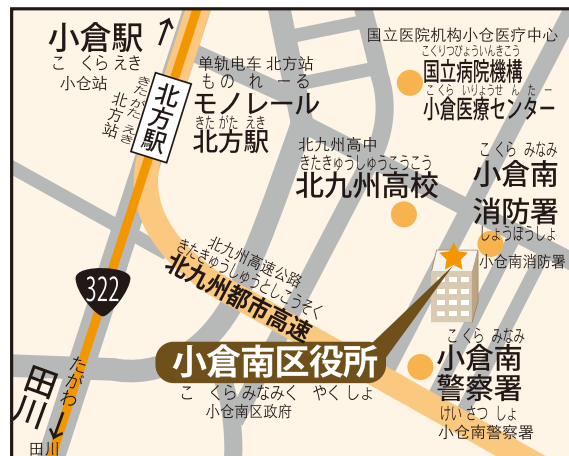 小倉駅
こくらえき
小仓站
きたがたえき
北方站
北方駅
单轨电车 北方站
ものれーる
モノレール
きたがたえき
北方駅
国立医院机构小仓医疗中心
こくりつびょういんきこう
国立病院機構
こくらいりょうせんたー
小倉医療センター
北九州高中
きたきゅうしゅうこうこう
北九州高校
こくらみなみ
小倉南
消防署
しょうぼうしょ
小仓南消防署
北九州高速公路
きたきゅうしゅうとしこうそく
北九州都市高速
322
小倉南区役所
こくらみなみくやくしょ
小仓南区政府
こくらみなみ
小倉南
警察署
けいさつしょ
小仓南警察署
たがわ
田川
田川